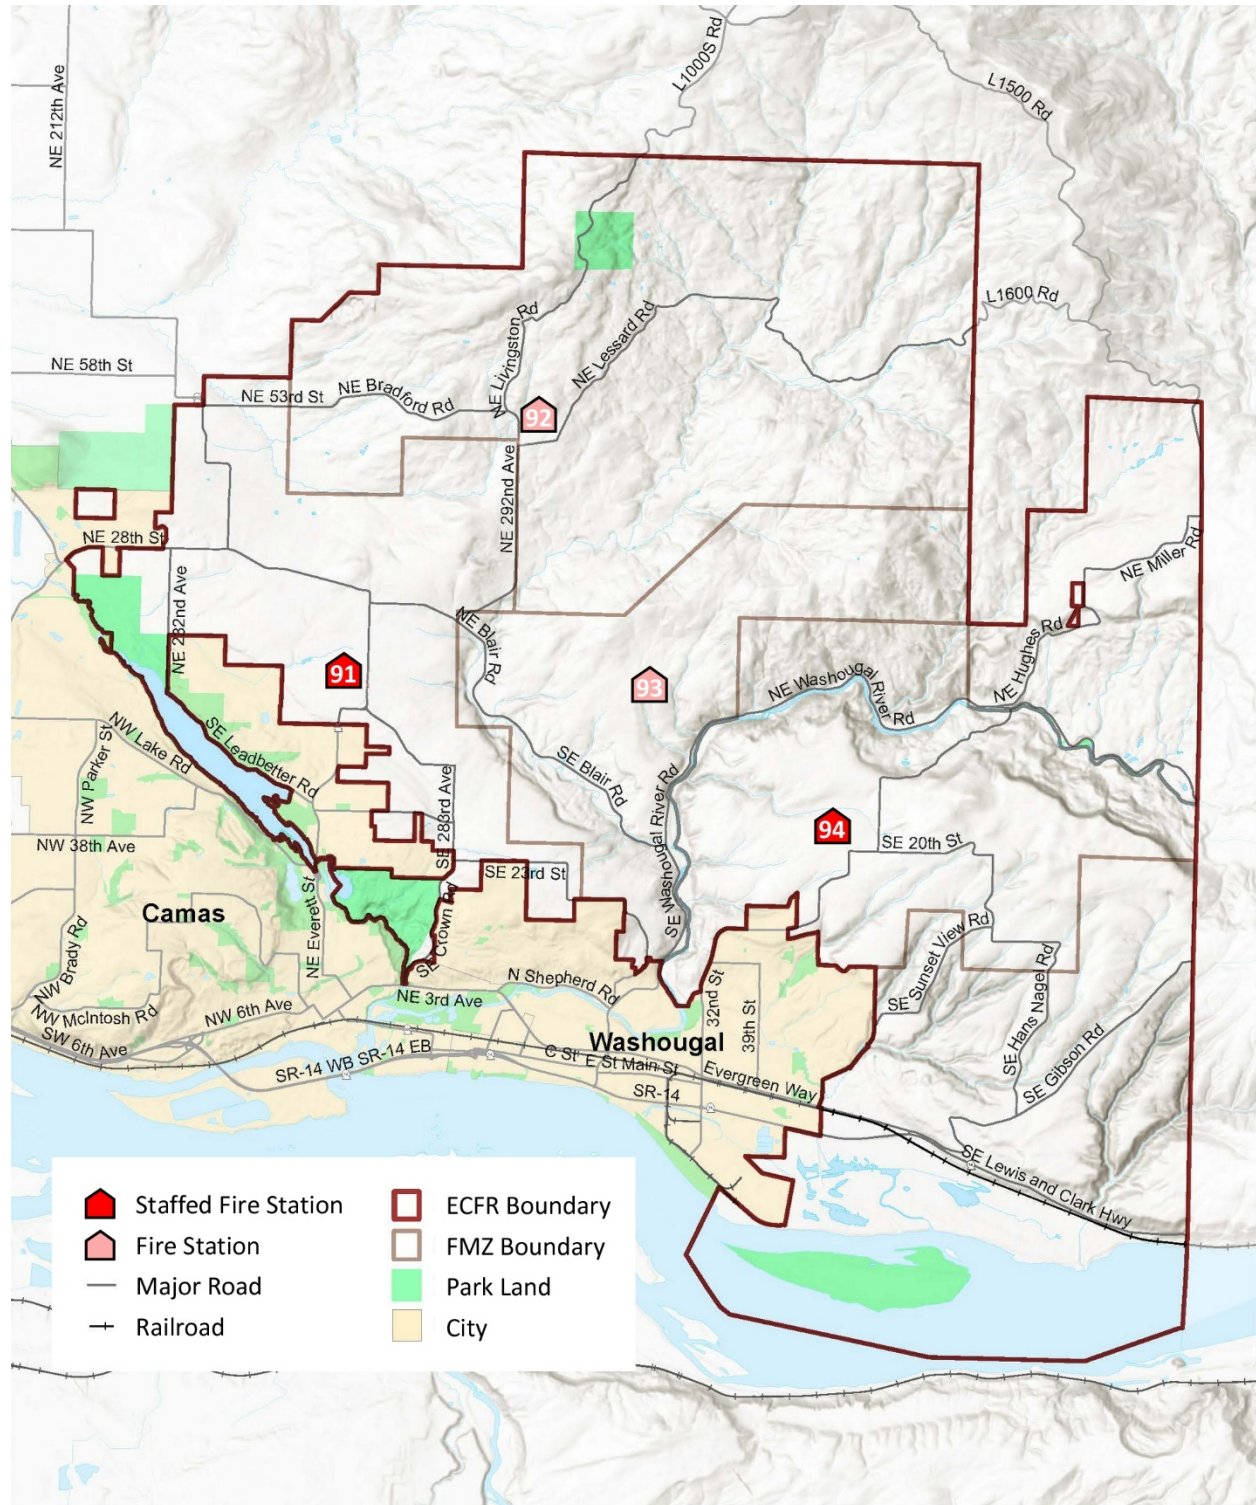 L1000S Rd
L1500 Rd
NE 212th Ave
L1600 Rd
NE Livingston Rd
NE Lessard Rd
NE 58th St
NE 53rd St
NE Bradford Rd
92
NE 292nd Ave
NE 28th St
NE Miller Rd
NE 232nd Ave
NE Blair Rd
NE Hughes Rd
91
93
NE Washougal River Rd
NW Parker St
NW Lake Rd
SE Leadbetter Rd
SE Blair Rd
SE Washougal River Rd
SE 283rd Ave
94
NW 38th Ave
SE 20th St
SE 23rd St
Camas
NE Everett St
SE Crown Rd
SE Sunset View Rd
NW Brady Rd
N Shepherd Rd
32nd St
SE Hans Nagel Rd
NE 3rd Ave
NW McIntosh Rd
NW 6th Ave
39th St
SE Gibson Rd
SW 6th Ave
Washougal
C St
E St Main St
Evergreen Way
SR-14 WB SR-14 EB
SR-14
SE Lewis and Clark Hwy
Staffed Fire Station
Fire Station
Major Road
Railroad
ECFR Boundary
FMZ Boundary
Park Land
City